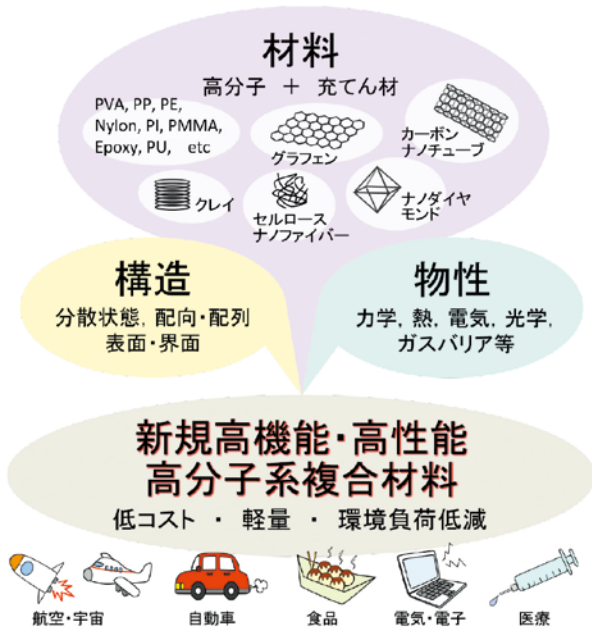 材料
高分子 + 充てん材
PVA, PP, PE,
Nylon, PI, PMMA,
Epoxy, PU, etc
グラフェン
カーボン
ナノチューブ
クレイ
セルロース
ナノファイバー
ナノダイヤ
モンド
構造
分散状態, 配向・配列
表面・界面
物性
力学, 熱, 電気, 光学,
ガスバリア等
新規高機能・高性能
高分子系複合材料
低コスト ・ 軽量 ・ 環境負荷低減
航空・宇宙
自動車
食品
電気・電子
医療